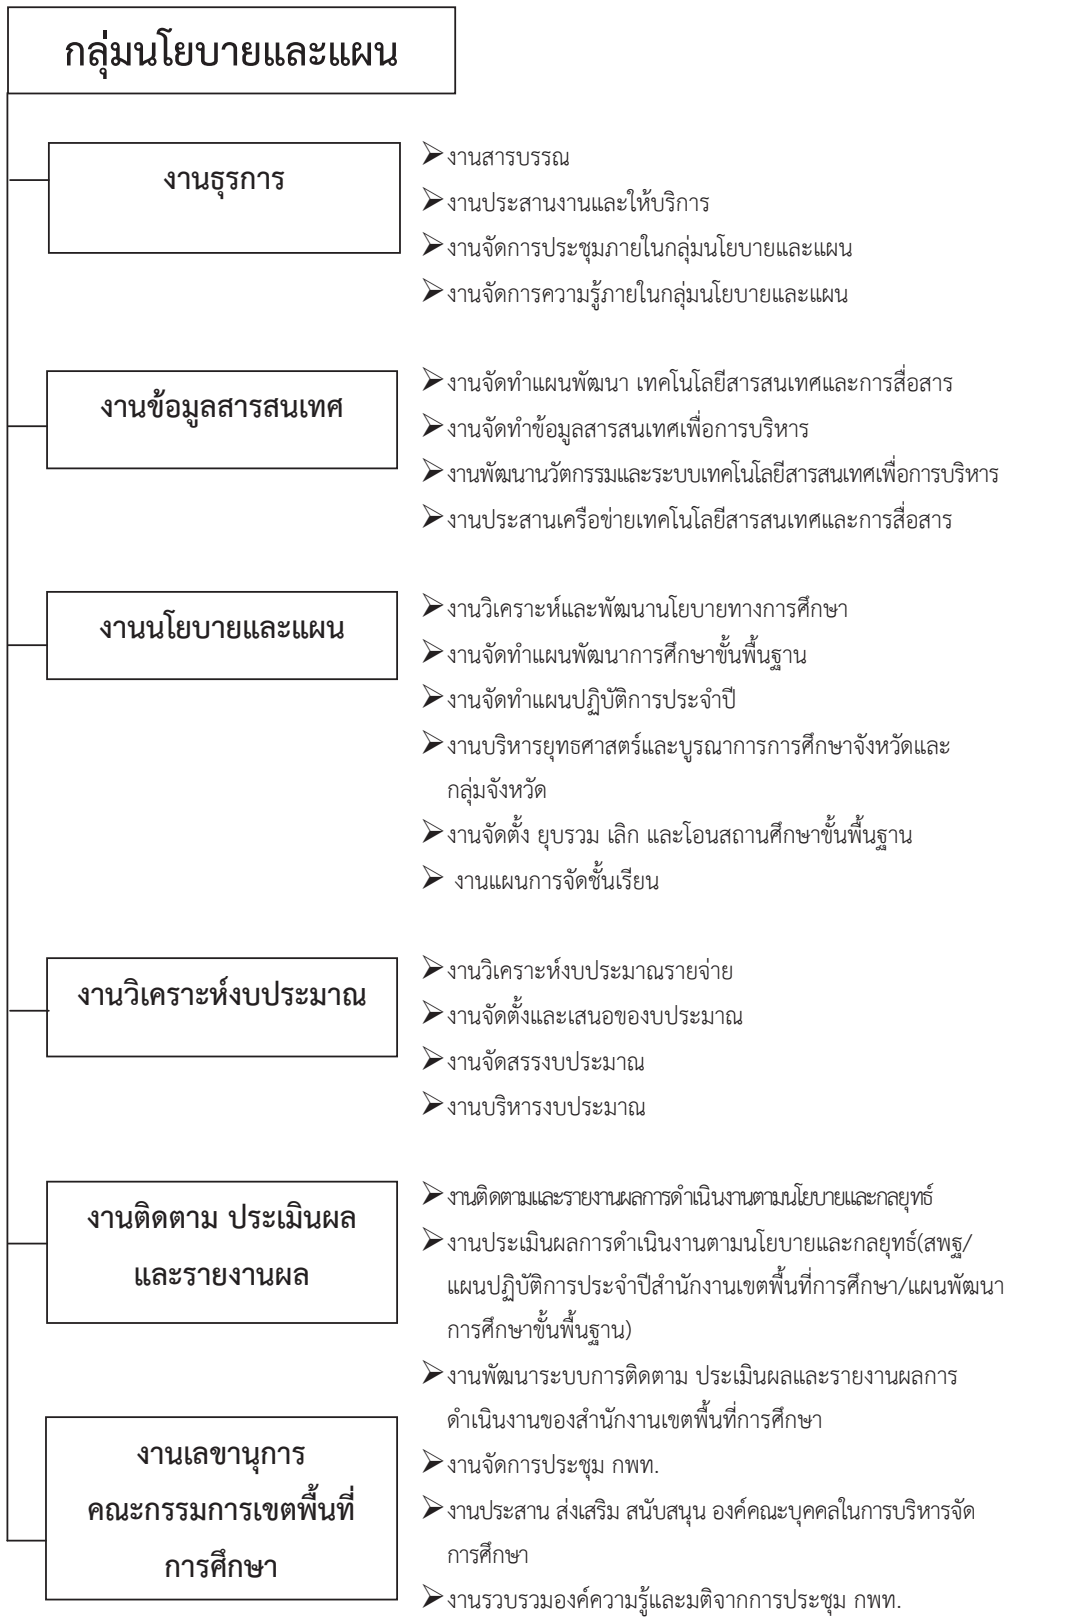 กลุ่มนโยบายและแผน
งานธุรการ
➢งานสารบรรณ
➢งานประสานงานและให้บริการ
➢งานจัดการประชุมภายในกลุ่มนโยบายและแผน
➢งานจัดการความรู้ภายในกลุ่มนโยบายและแผน
งานข้อมูลสารสนเทศ
➢งานจัดทำแผนพัฒนา เทคโนโลยีสารสนเทศและการสื่อสาร
➢งานจัดทำข้อมูลสารสนเทศเพื่อการบริหาร
➢งานพัฒนานวัตกรรมและระบบเทคโนโลยีสารสนเทศเพื่อการบริหาร
➢งานประสานเครือข่ายเทคโนโลยีสารสนเทศและการสื่อสาร
งานนโยบายและแผน
➢งานวิเคราะห์และพัฒนานโยบายทางการศึกษา
➢งานจัดทำแผนพัฒนาการศึกษาขั้นพื้นฐาน
➢งานจัดทำแผนปฏิบัติการประจำปี
➢งานบริหารยุทธศาสตร์และบูรณาการการศึกษาจังหวัดและ
กลุ่มจังหวัด
➢งานจัดตั้ง ยุบรวม เลิก และโอนสถานศึกษาขั้นพื้นฐาน
➢ งานแผนการจัดชั้นเรียน
งานวิเคราะห์งบประมาณ
➢งานวิเคราะห์งบประมาณรายจ่าย
➢งานจัดตั้งและเสนอของบประมาณ
➢งานจัดสรรงบประมาณ
➢งานบริหารงบประมาณ
งานติดตาม ประเมินผล
และรายงานผล
➢งานติดตามและรายงานผลการดำเนินงานตามนโยบายและกลยุทธ์
➢งานประเมินผลการดำเนินงานตามนโยบายและกลยุทธ์(สพฐ/
แผนปฏิบัติการประจำปีสำนักงานเขตพื้นที่การศึกษา/แผนพัฒนา
การศึกษาขั้นพื้นฐาน)
➢งานพัฒนาระบบการติดตาม ประเมินผลและรายงานผลการ
ดำเนินงานของสำนักงานเขตพื้นที่การศึกษา
งานเลขานุการ
คณะกรรมการเขตพื้นที่
การศึกษา
➢งานจัดการประชุม กพท.
➢งานประสาน ส่งเสริม สนับสนุน องค์คณะบุคคลในการบริหารจัด
การศึกษา
➢งานรวบรวมองค์ความรู้และมติจากการประชุม กพท.